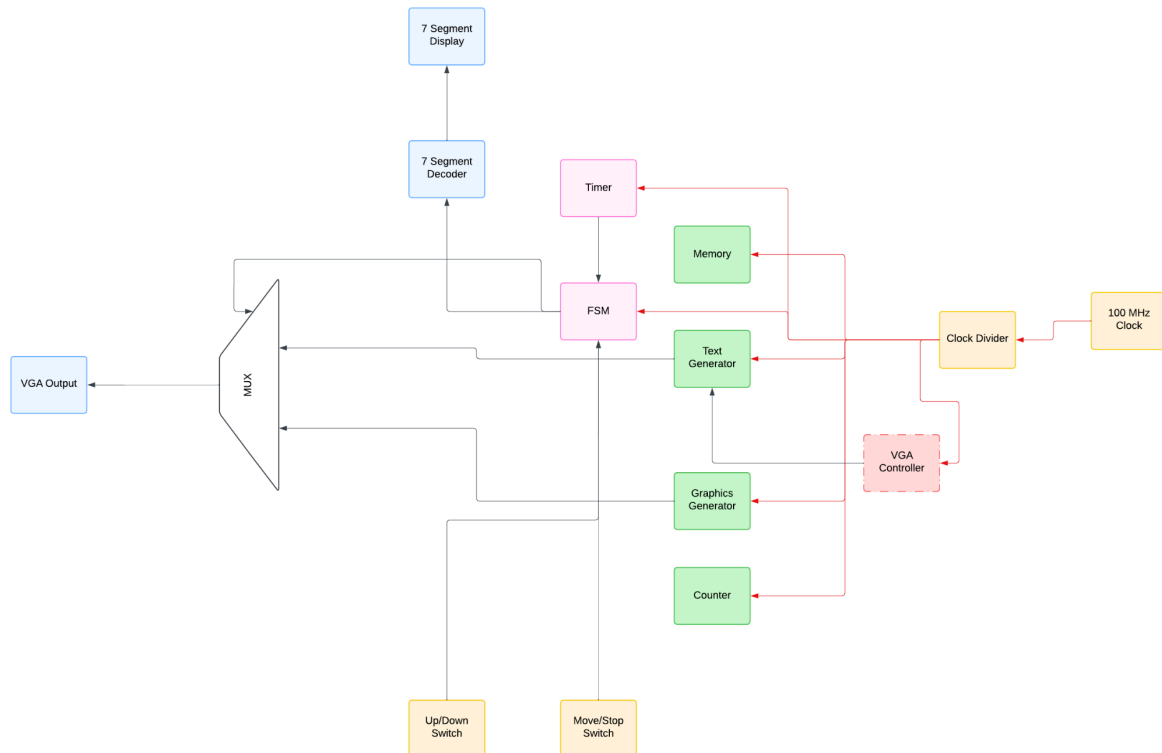 7 Segment
Display
7 Segment
Decoder
Timer
Memory
FSM
100 MHz
Clock
Clock Divider
Text
Generator
VGA Output
MUX
VGA
Controller
Graphics
Generator
Counter
Up/Down
Switch
Move/Stop
Switch